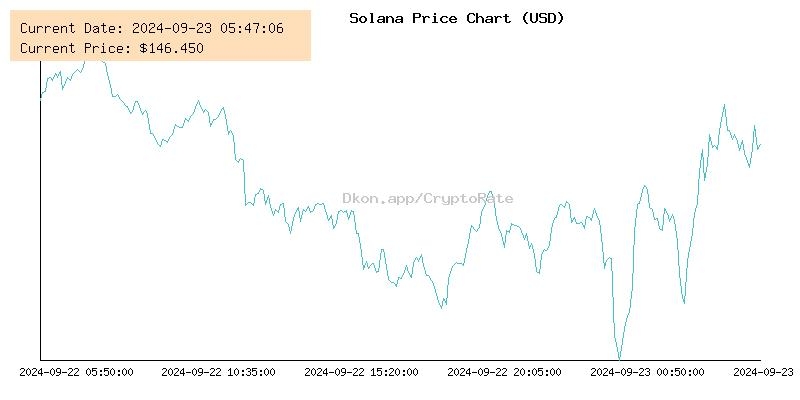 Solana Price Chart (USD)
Current Date: 2024-09-23 05:47:06
Current Price: $146.450
Dkon.app/CryptoRate
2024-09-22 05:50:00
2024-09-22 10:35:00
2024-09-22 15:20:00
2024-09-22 20:05:00
2024-09-23 00:50:00
2024-09-23